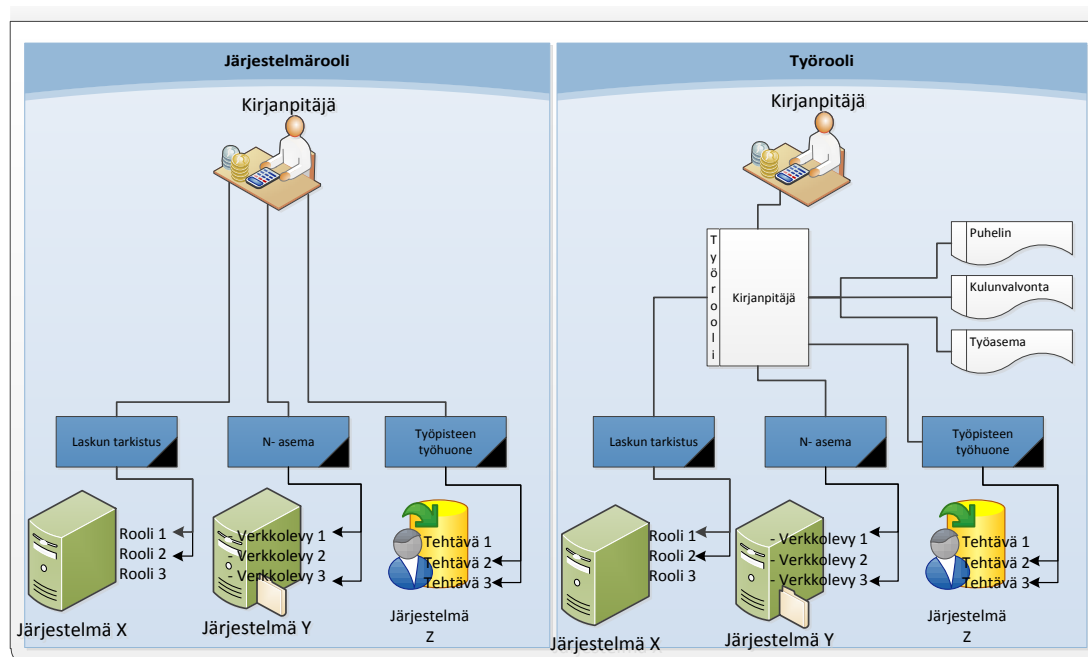 Järjestelmärooli
Kirjanpitäjä
Laskun tarkistus
N- asema
Työpisteen
työhuone
Rooli 1
Rooli 2
Rooli 3
- Verkkolevy 1
- Verkkolevy 2
- Verkkolevy 3
Tehtävä 1
Tehtävä 2
Tehtävä 3
Järjestelmä X
Järjestelmä Y
Järjestelmä
Z
Työrooli
Kirjanpitäjä
Työrooli
Kirjanpitäjä
Puhelin
Kulunvalvonta
Työasema
Laskun tarkistus
N- asema
Työpisteen
työhuone
Rooli 1
Rooli 2
Rooli 3
- Verkkolevy 1
- Verkkolevy 2
- Verkkolevy 3
Tehtävä 1
Tehtävä 2
Tehtävä 3
Järjestelmä X
Järjestelmä Y
Järjestelmä
Z